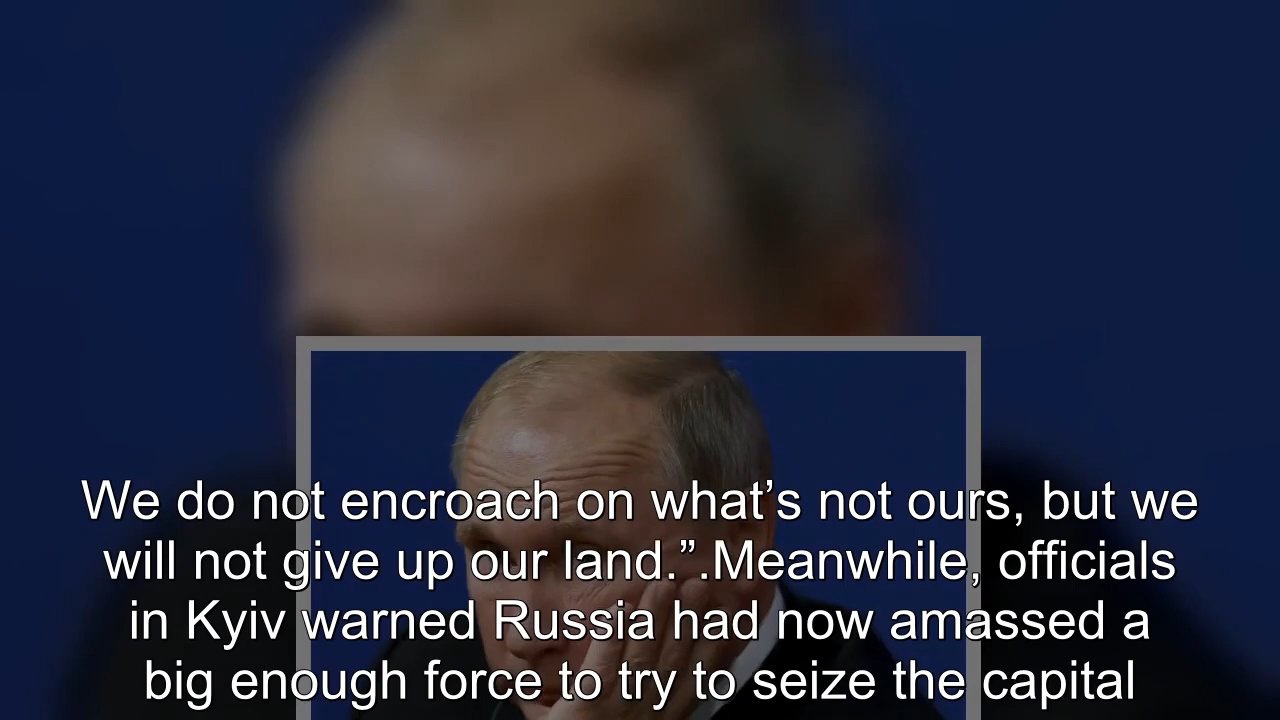 We do not encroach on what’s not ours, but we
will not give up our land.”.Meanwhile, officials
in Kyiv warned Russia had now amassed a
big enough force to try to seize the capital